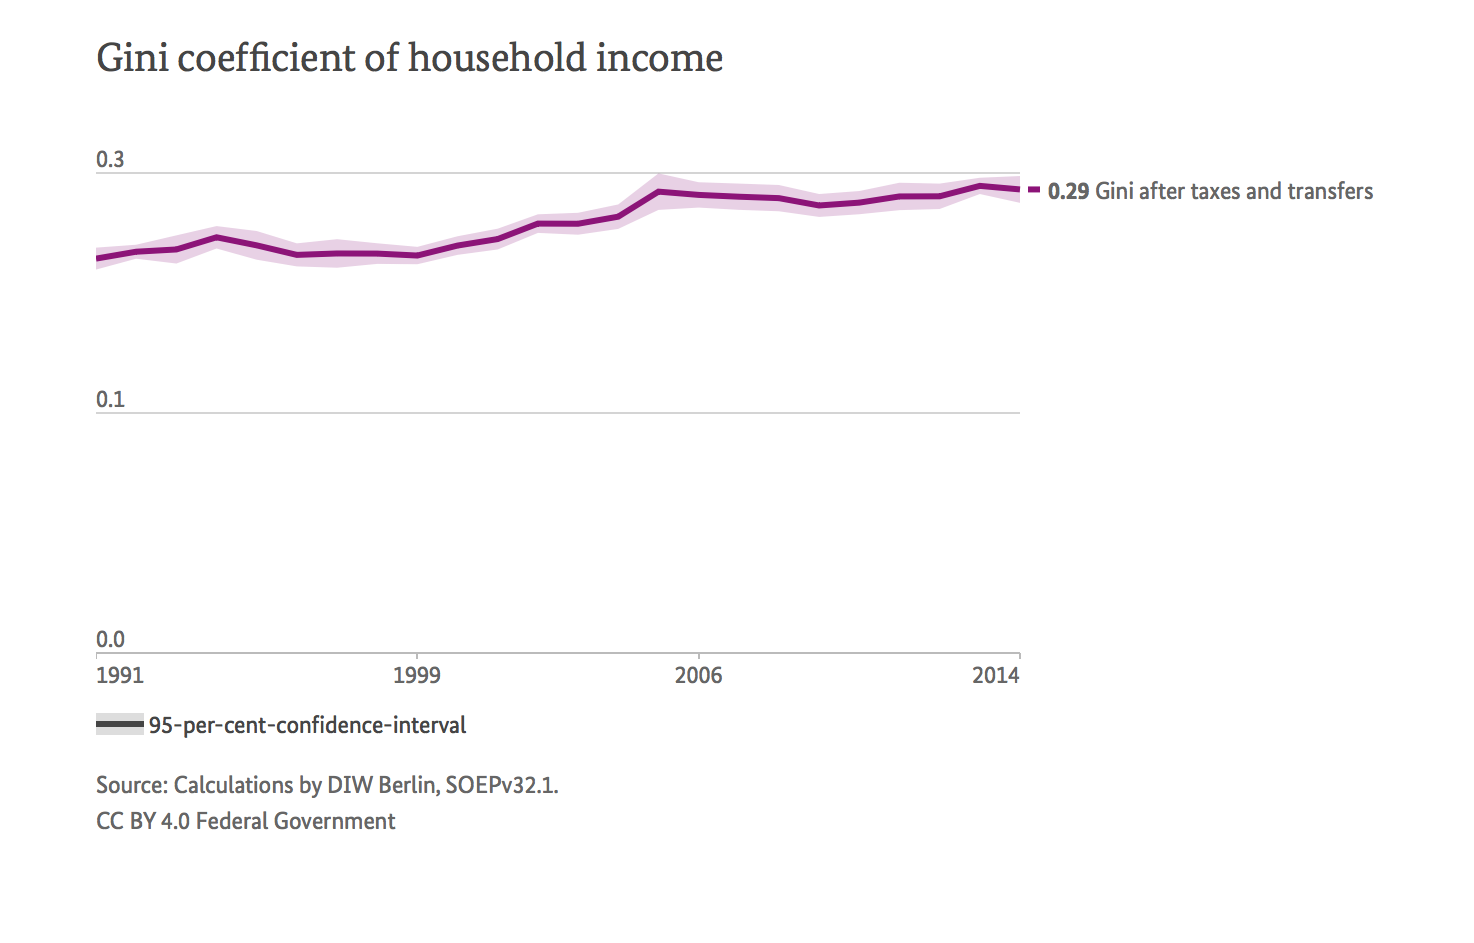 Gini coefficient of household income
0.3
0.29 Gini after taxes and transfers
0.1
0.0
1991 1999 2006 2014
95-per-cent-confidence-interval
Source: Calculations by DIW Berlin, SOEPv32.1.
CC BY 4.0 Federal Government